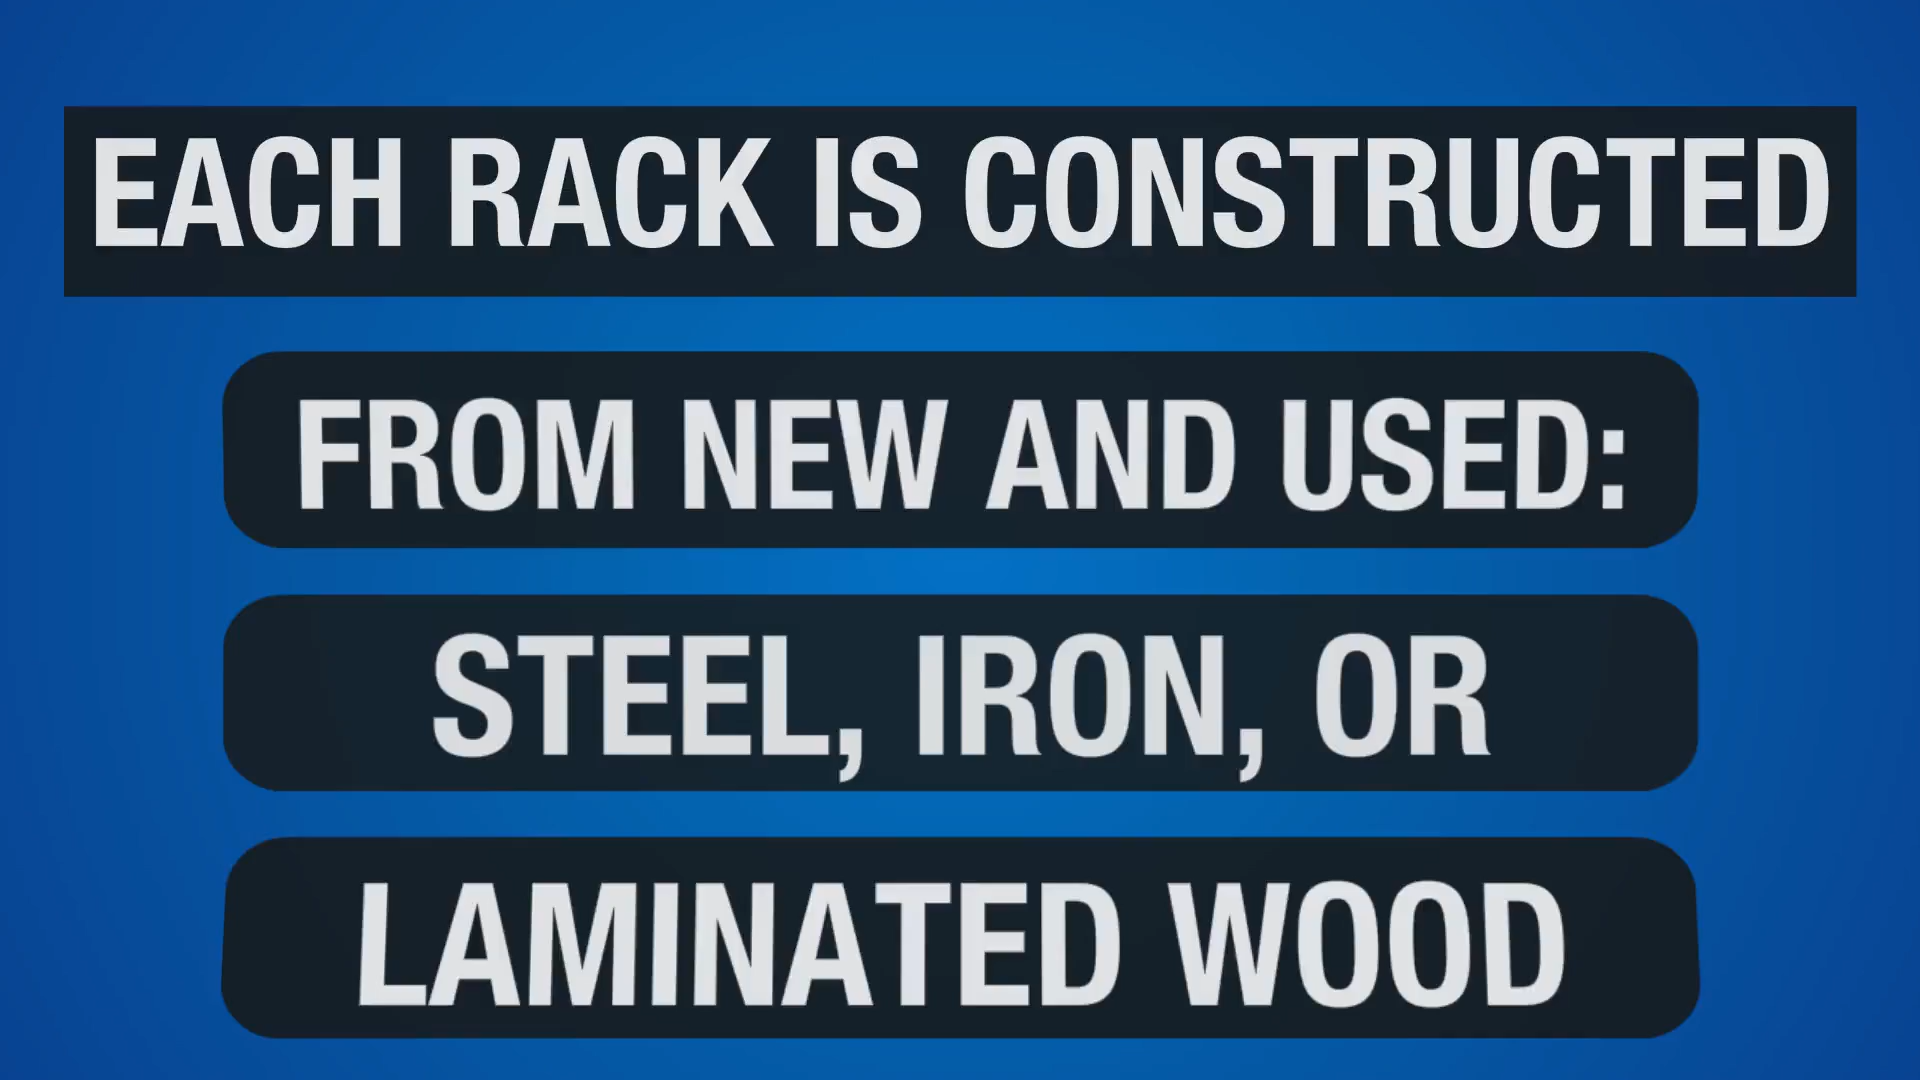 EACH RACK IS CONSTRUCTED
FROM NEW AND USED:
STEEL, IRON, OR
LAMINATED WOOD